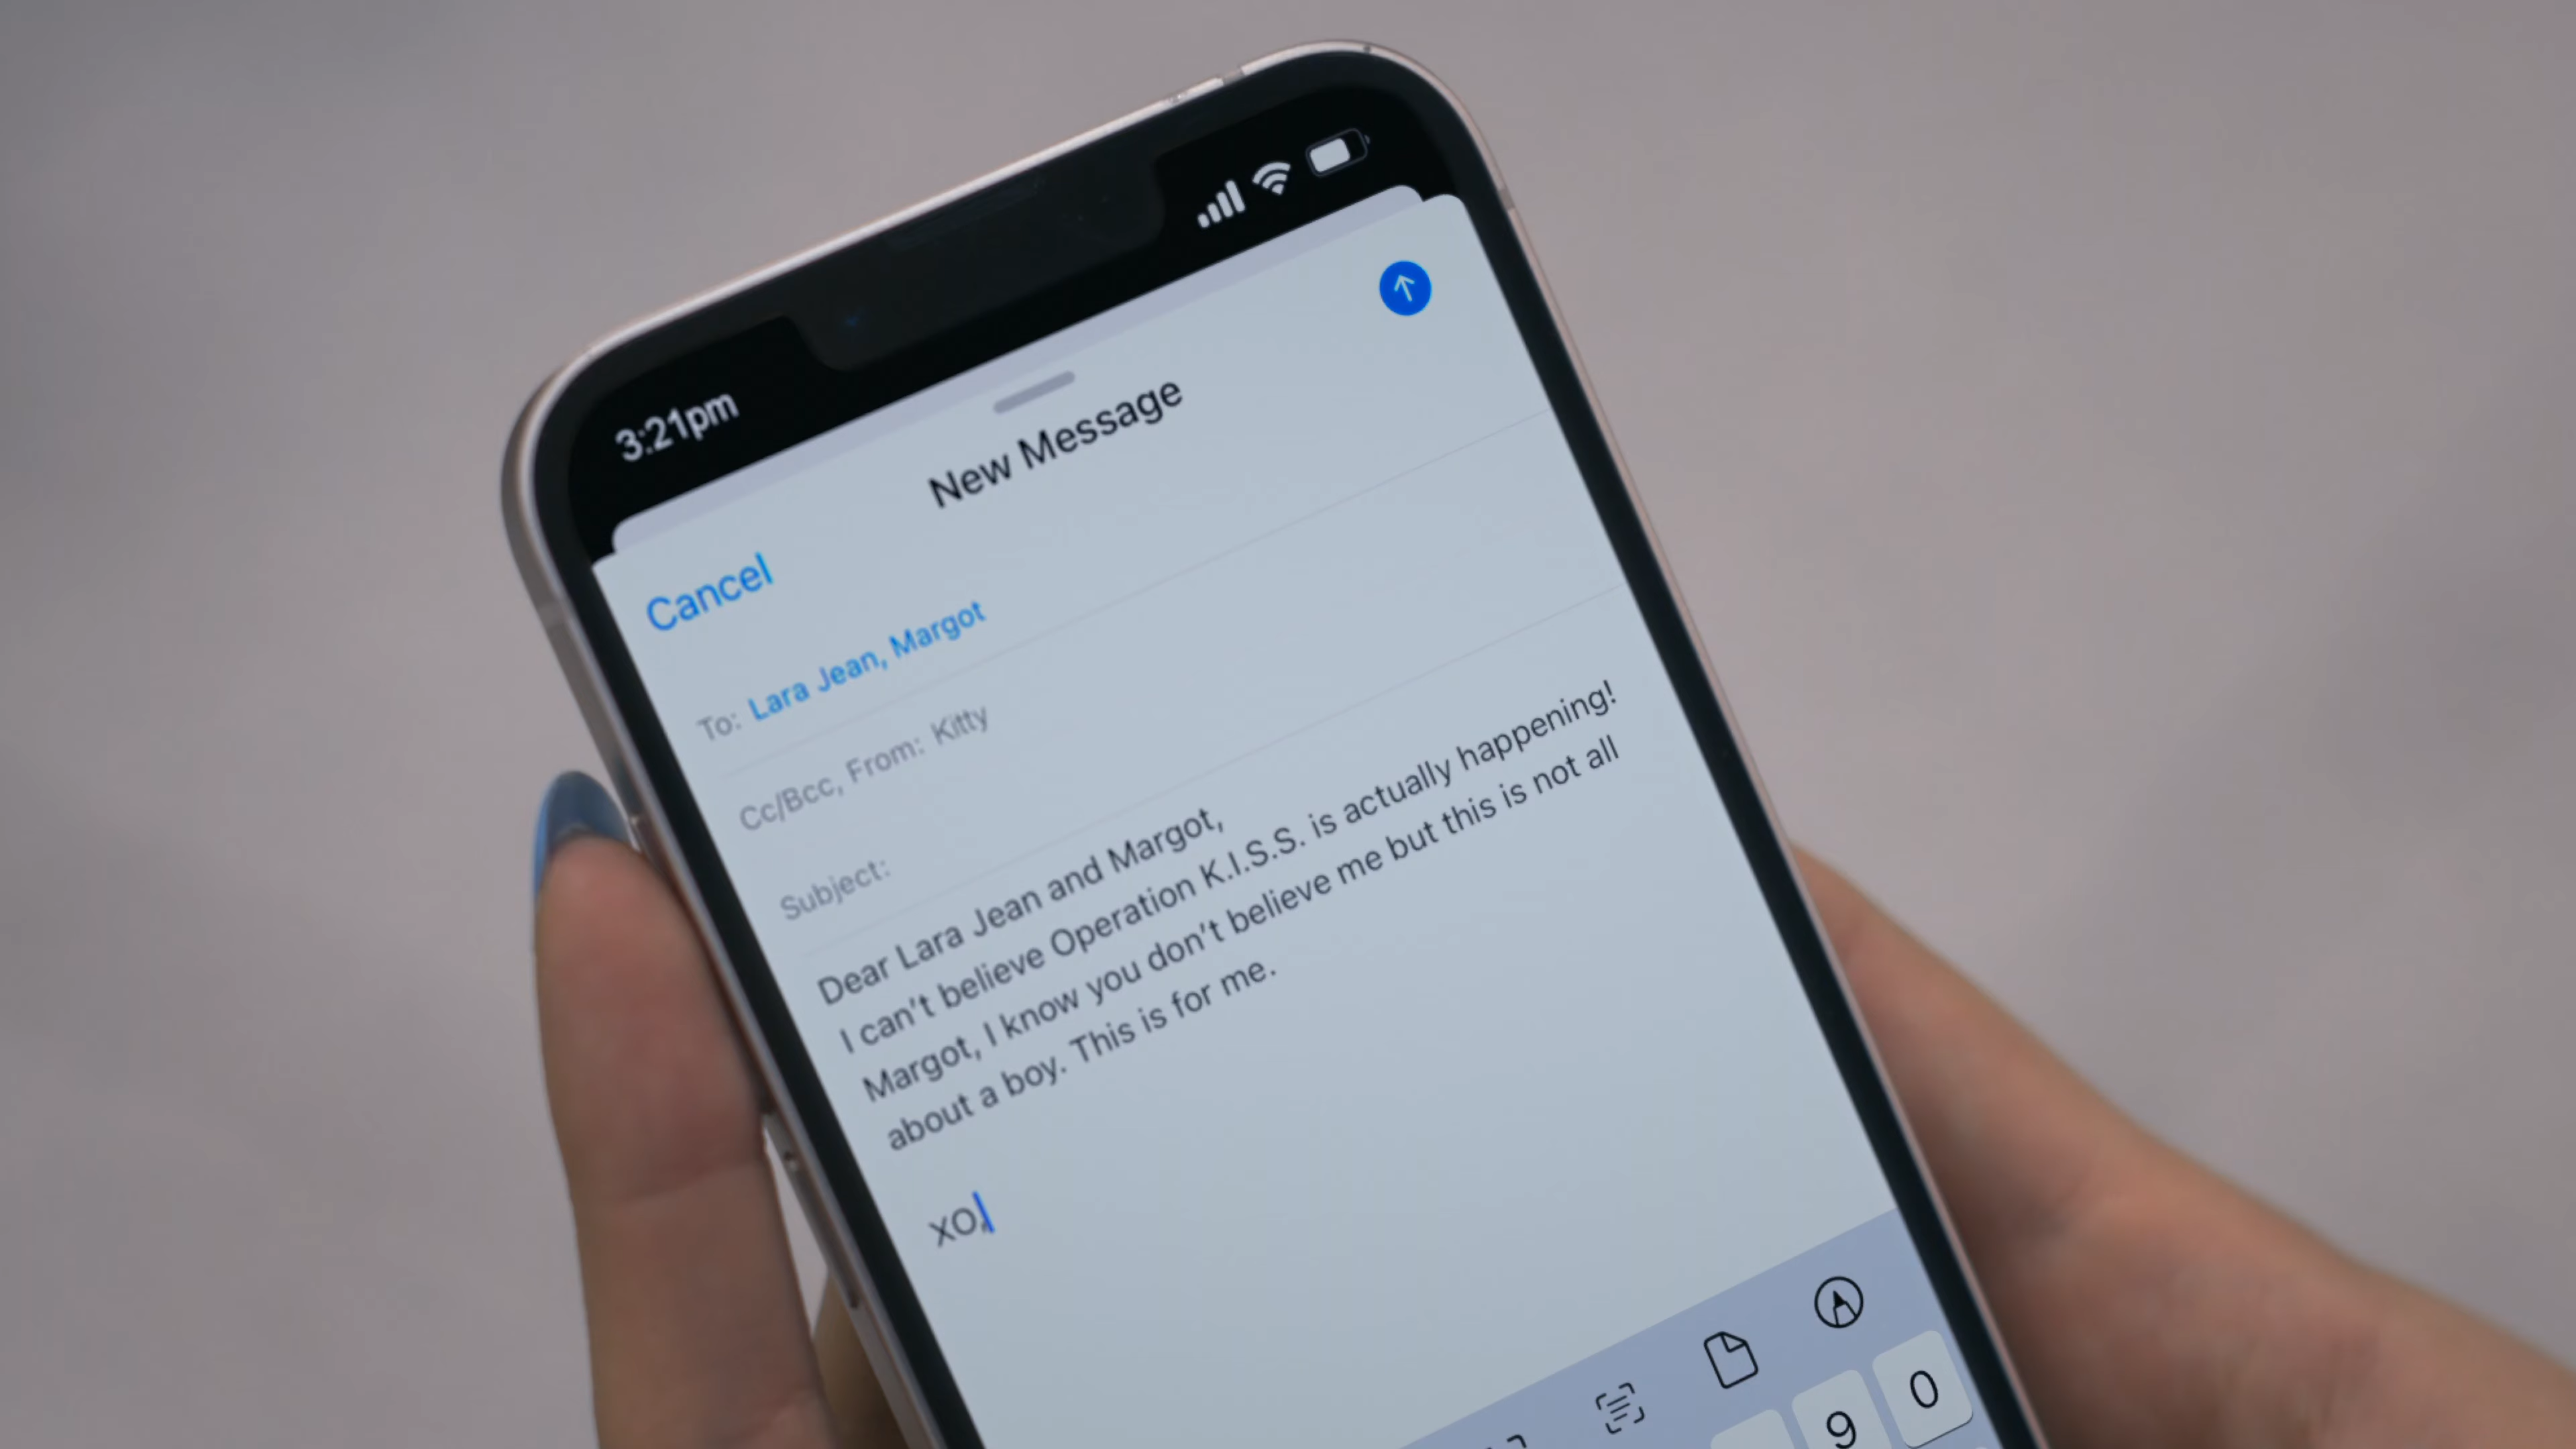 3:21pm
New Message
Cancel
To: Lara Jean, Margot
Cc/Bcc, From: Kitty
Subject:
Dear Lara Jean and Margot,
I can't believe Operation K.I.S.S. is actually happening!
Margot, I know you don't believe me but this is not all
about a boy. This is for me.
xo,
9 0